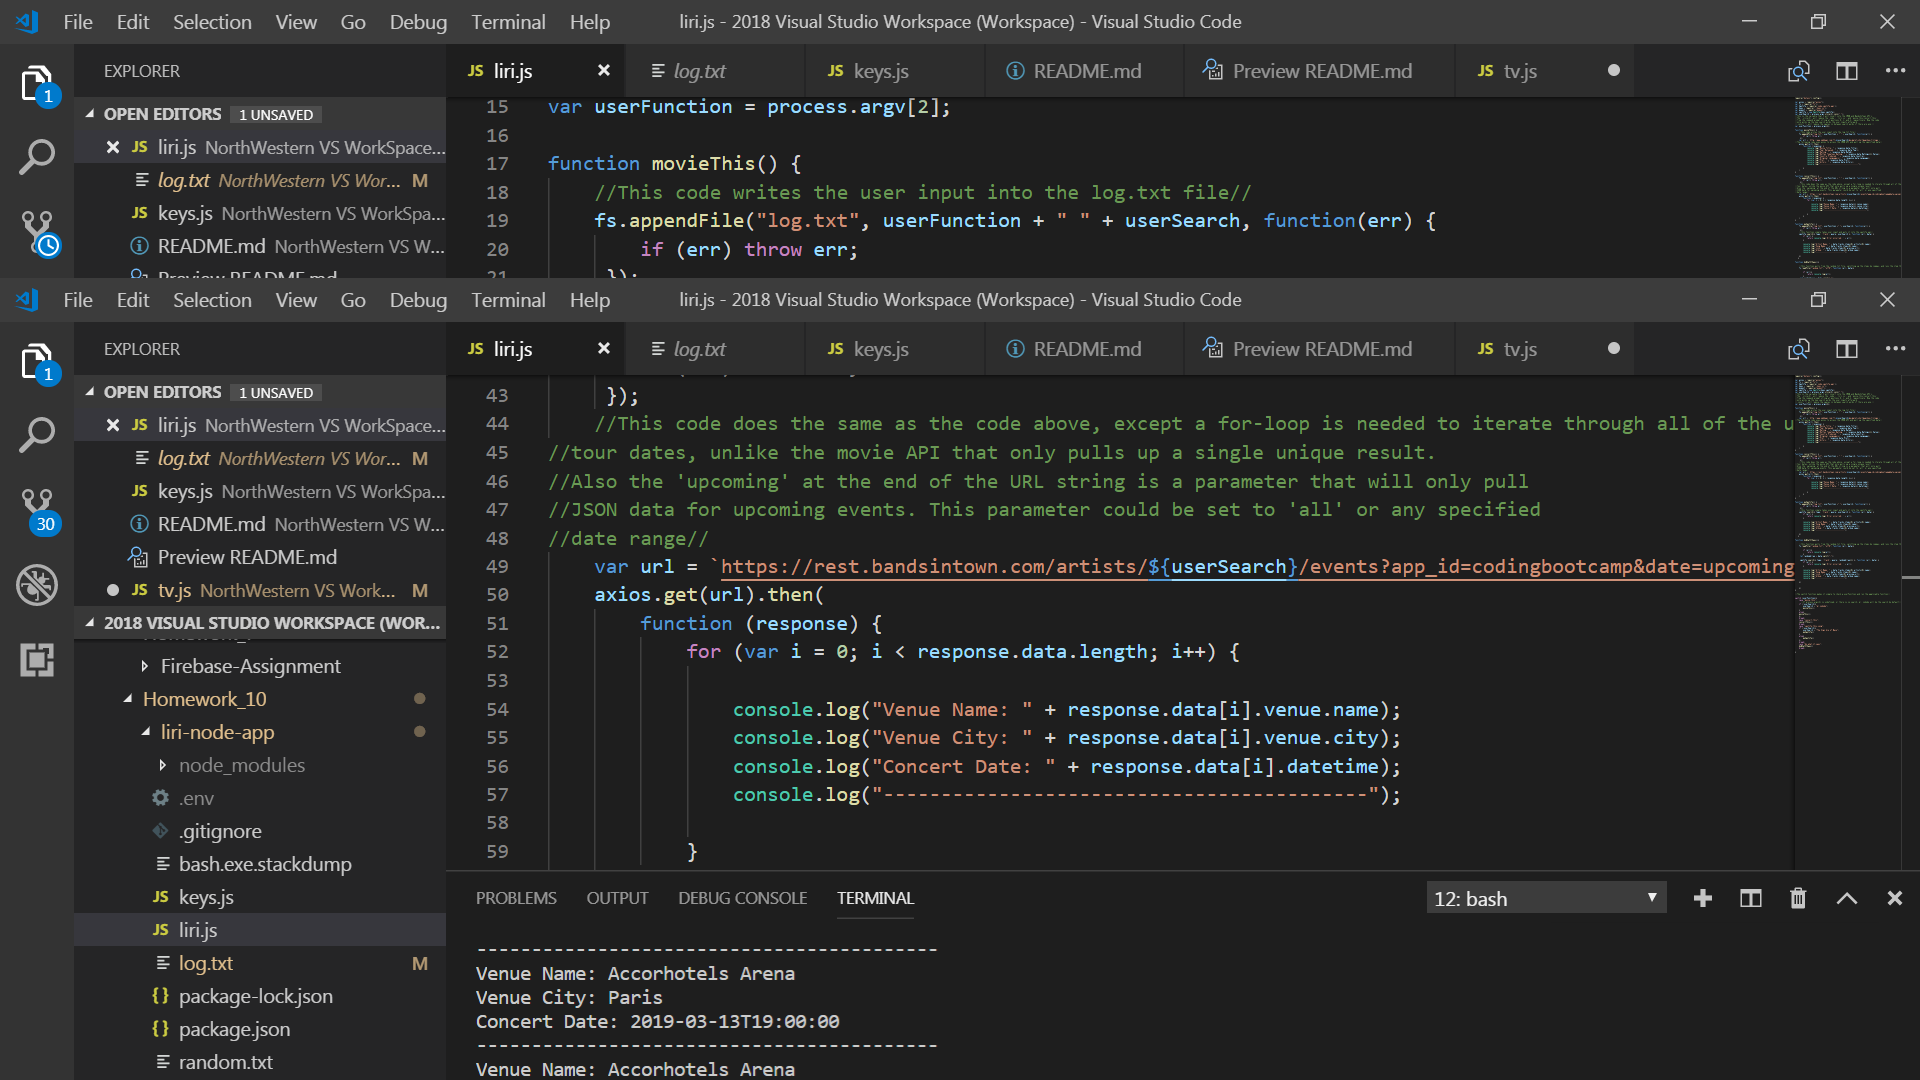 File Edit Selection View Go Debug Terminal Help liri.js - 2018 Visual Studio Workspace (Workspace) - Visual Studio Code
EXPLORER
JS liri.js log.txt JS keys.js README.md Preview README.md JS tv.js
1
OPEN EDITORS 1 UNSAVED
JS liri.js NorthWestern VS WorkSpace...
log.txt NorthWestern VS Wor... M
JS keys.js NorthWestern VS WorkSpa...
README.md NorthWestern VS W...
Preview README.md
15 var userFunction = process.argv[2];
16
17 function movieThis() {
18 //This code writes the user input into the log.txt file//
19 fs.appendFile("log.txt", userFunction + " " + userSearch, function(err) {
20 if (err) throw err;
21 });
File Edit Selection View Go Debug Terminal Help liri.js - 2018 Visual Studio Workspace (Workspace) - Visual Studio Code
EXPLORER
JS liri.js log.txt JS keys.js README.md Preview README.md JS tv.js
1
OPEN EDITORS 1 UNSAVED
JS liri.js NorthWestern VS WorkSpace...
log.txt NorthWestern VS Wor... M
JS keys.js NorthWestern VS WorkSpa...
30
README.md NorthWestern VS W...
Preview README.md
JS tv.js NorthWestern VS Work... M
2018 VISUAL STUDIO WORKSPACE (WOR...
Firebase-Assignment
Homework_10
liri-node-app
node_modules
.env
.gitignore
bash.exe.stackdump
JS keys.js
JS liri.js
log.txt M
{} package-lock.json
{} package.json
random.txt
43 });
44 //This code does the same as the code above, except a for-loop is needed to iterate through all of the u
45 //tour dates, unlike the movie API that only pulls up a single unique result.
46 //Also the 'upcoming' at the end of the URL string is a parameter that will only pull
47 //JSON data for upcoming events. This parameter could be set to 'all' or any specified
48 //date range//
49 var url = `https://rest.bandsintown.com/artists/${userSearch}/events?app_id=codingbootcamp&date=upcoming
50 axios.get(url).then(
51 function (response) {
52 for (var i = 0; i < response.data.length; i++) {
53
54 console.log("Venue Name: " + response.data[i].venue.name);
55 console.log("Venue City: " + response.data[i].venue.city);
56 console.log("Concert Date: " + response.data[i].datetime);
57 console.log("------------------------------------------");
58
59 }
PROBLEMS OUTPUT DEBUG CONSOLE TERMINAL 12: bash
------------------------------------------
Venue Name: Accorhotels Arena
Venue City: Paris
Concert Date: 2019-03-13T19:00:00
------------------------------------------
Venue Name: Accorhotels Arena